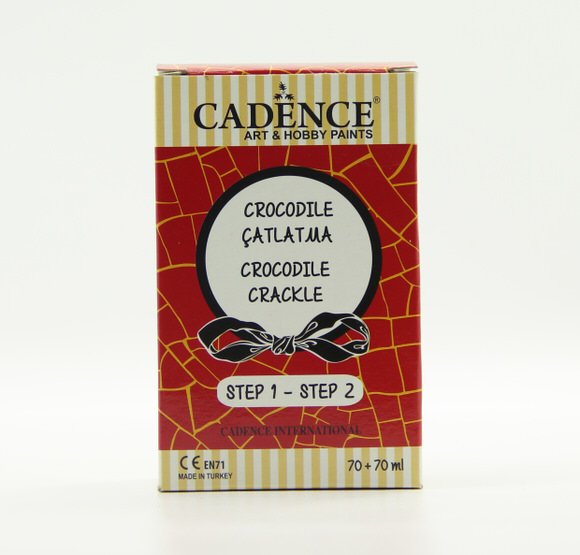 CADENCE®
ART & HOBBY PAINTS
CROCODILE
ÇATLATMA
CROCODILE
CRACKLE
STEP 1 - STEP 2
CADENCE INTERNATIONAL
CE EN71
MADE IN TURKEY
70 + 70 ml